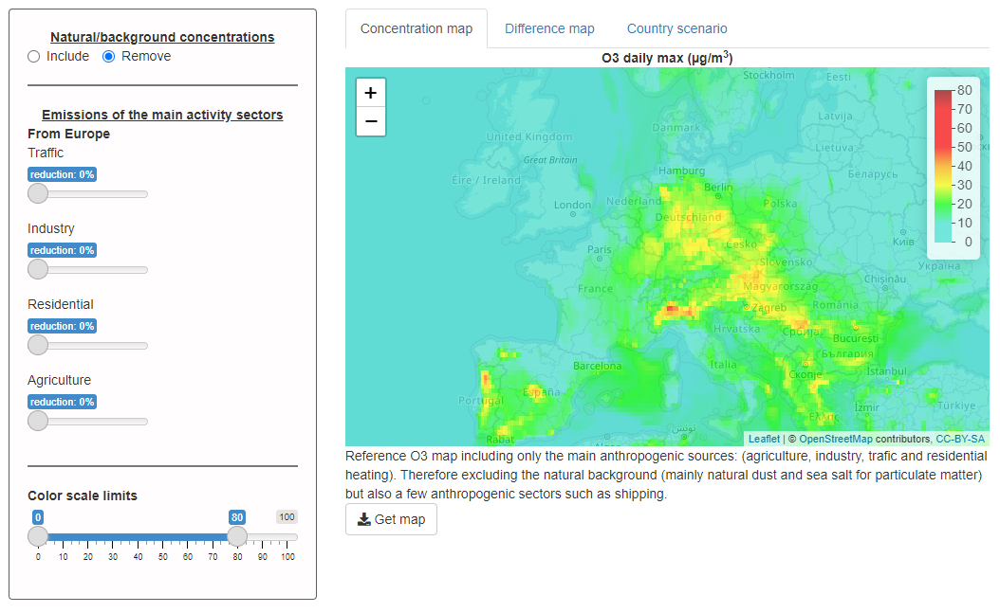 Natural/background concentrations
Include
Remove
Emissions of the main activity sectors
From Europe
Traffic
reduction: 0%
Industry
reduction: 0%
Residential
reduction: 0%
Agriculture
reduction: 0%
Color scale limits
0
80
100
0 10 20 30 40 50 60 70 80 90 100
Concentration map
Difference map
Country scenario
O3 daily max (µg/m3)
+
−
Stockholm
Eesti
Latvija
Danmark
United Kingdom
Lietuva
Great Britain
Hamburg
Беларусь
Éire / Ireland
Berlin
London
Nederland
Polska
Deutschland
Київ
Paris
Česko
Slovensko
Україна
Chișinău
France
Magyarország
Zagreb
România
Hrvatska
Србија
București
България
Barcelona
Italia
Скопје
İstanbul
España
Portugal
İzmir
Türkiye
Rabat
تونس
80
70
60
50
40
30
20
10
0
Leaflet | © OpenStreetMap contributors, CC-BY-SA
Reference O3 map including only the main anthropogenic sources: (agriculture, industry, trafic and residential
heating). Therefore excluding the natural background (mainly natural dust and sea salt for particulate matter)
but also a few anthropogenic sectors such as shipping.
Get map